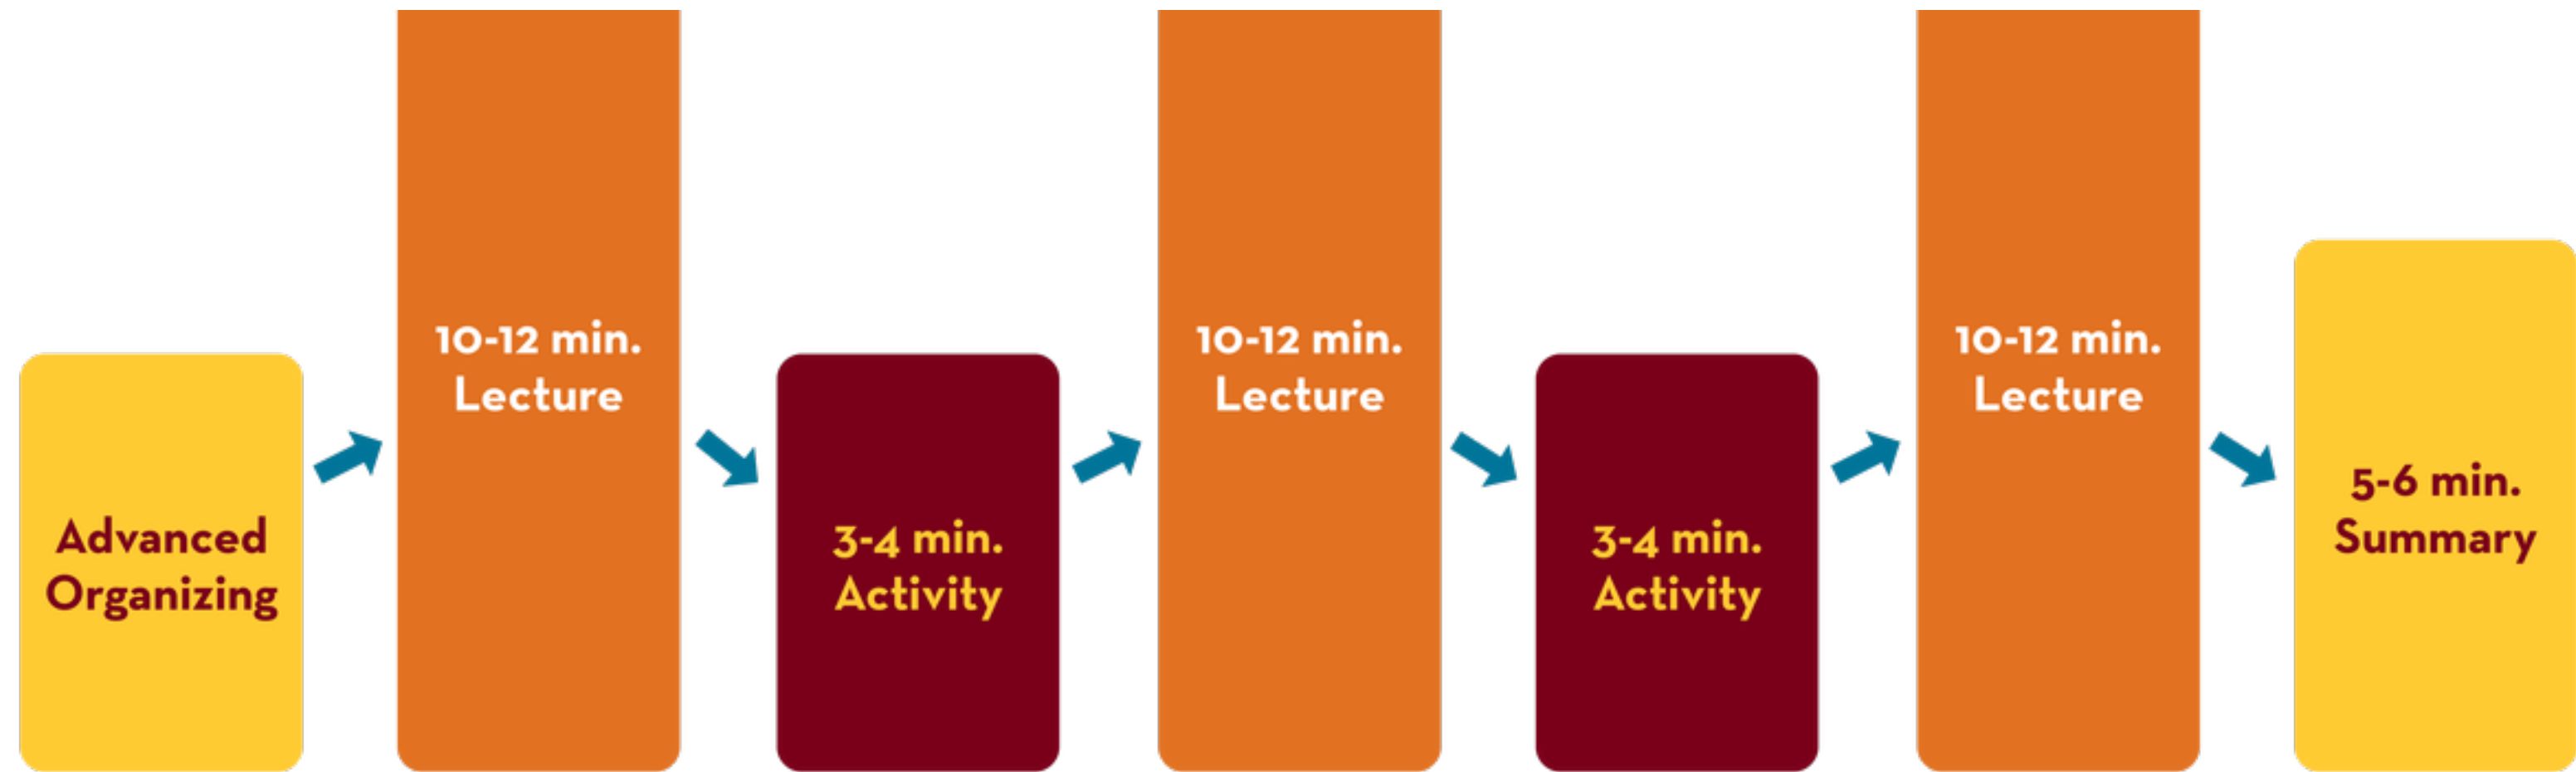 Advanced
Organizing
10-12 min.
Lecture
3-4 min.
Activity
10-12 min.
Lecture
3-4 min.
Activity
10-12 min.
Lecture
5-6 min.
Summary